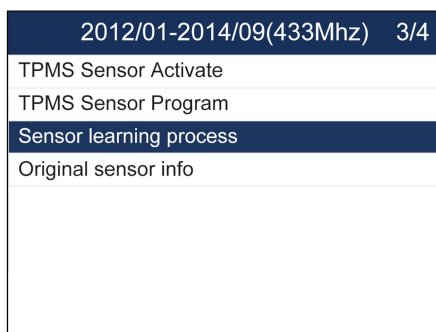 2012/01-2014/09(433Mhz) 3/4
TPMS Sensor Activate
TPMS Sensor Program
Sensor learning process
Original sensor info